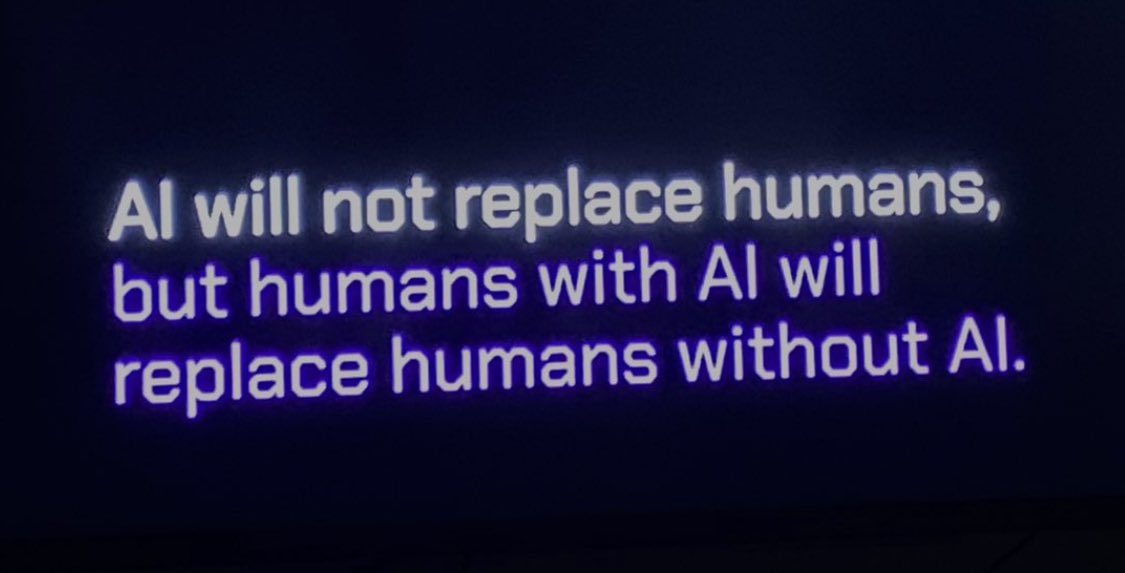 AI will not replace humans,
but humans with AI will
replace humans without AI.